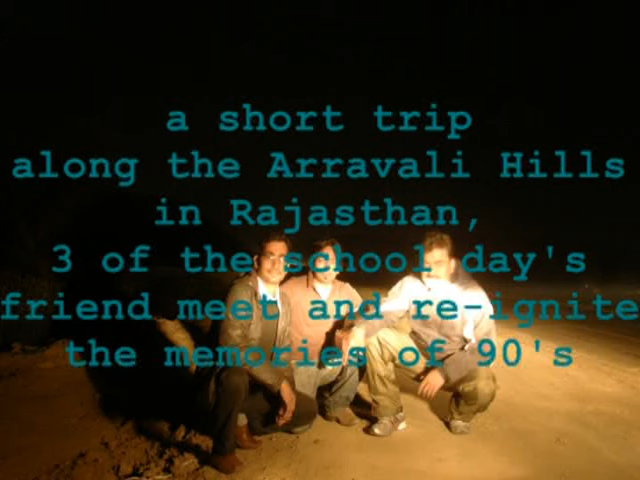 a short trip
along the Arravali Hills
in Rajasthan,
3 of the school day's
friend meet and re-ignite
the memories of 90's